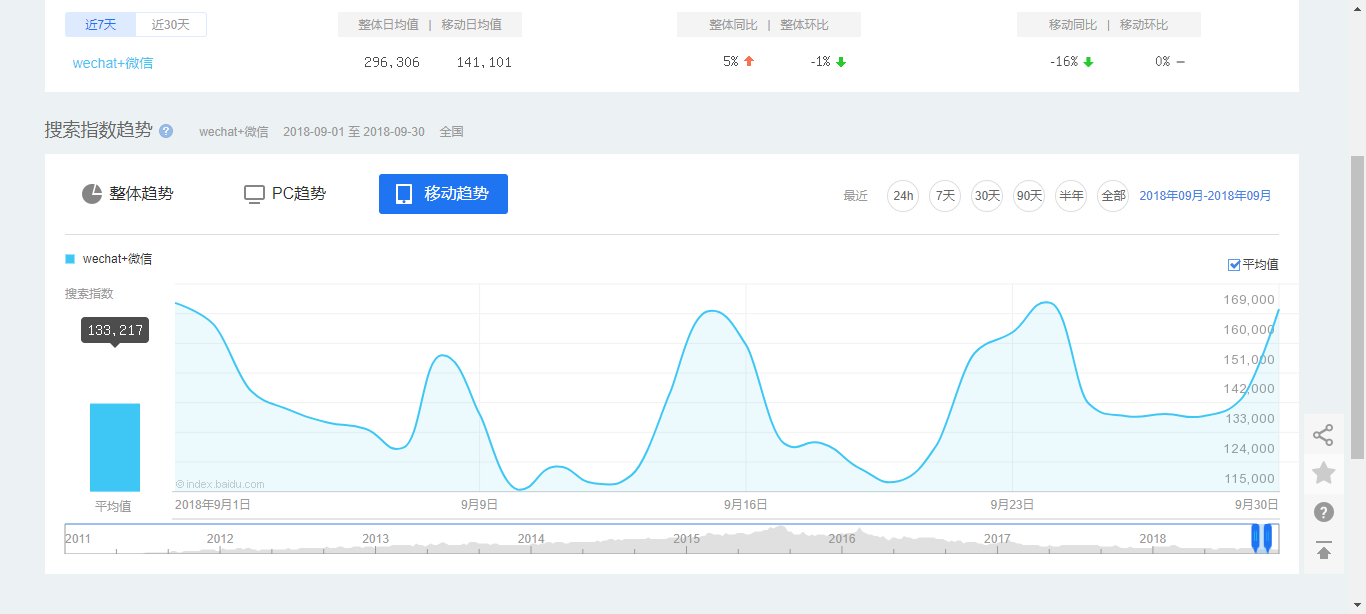 近7天 近30天 整体日均值 | 移动日均值 整体同比 | 整体环比 移动同比 | 移动环比
wechat+微信 296,306 141,101 5% -1% -16% 0% –
搜索指数趋势 ? wechat+微信 2018-09-01 至 2018-09-30 全国
整体趋势 PC趋势 移动趋势 最近 24h 7天 30天 90天 半年 全部 2018年09月-2018年09月
wechat+微信
平均值
搜索指数
133,217
169,000
160,000
151,000
142,000
133,000
124,000
115,000
©index.baidu.com
平均值 2018年9月1日 9月9日 9月16日 9月23日 9月30日
2011 2012 2013 2014 2015 2016 2017 2018
?